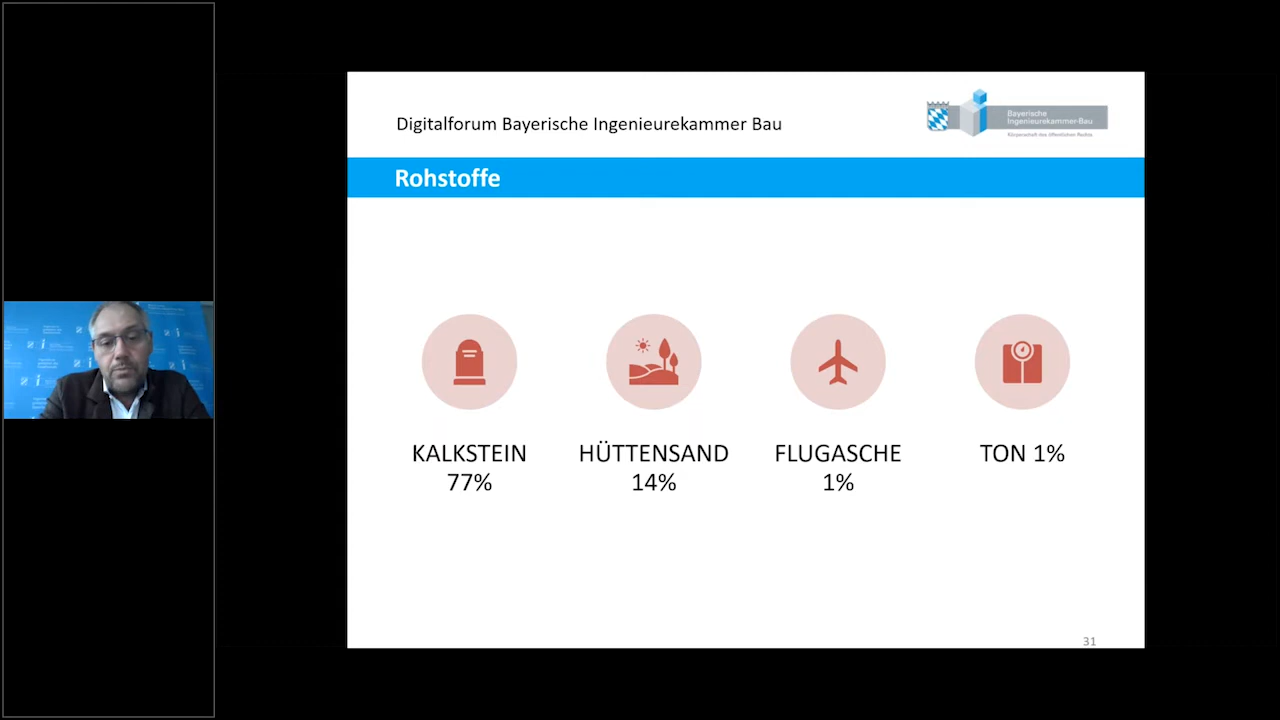 Digitalforum Bayerische Ingenieurekammer Bau
Bayerische
Ingenieurekammer-Bau
Körperschaft des öffentlichen Rechts
Rohstoffe
KALKSTEIN
77%
HÜTTENSAND
14%
FLUGASCHE
1%
TON 1%
31